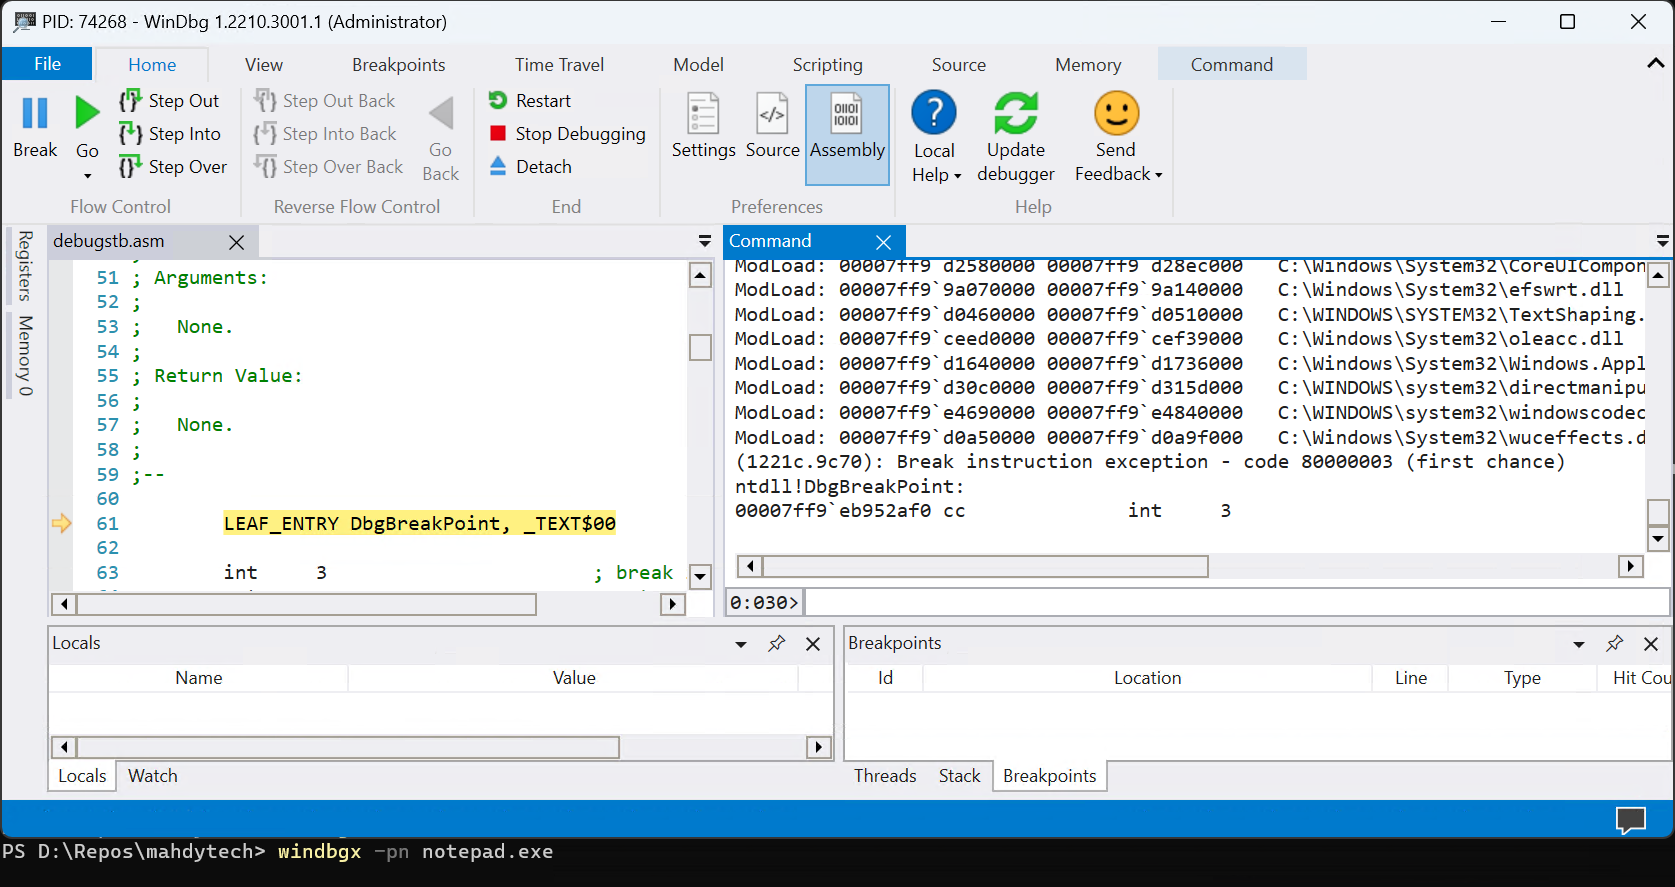 PID: 74268 - WinDbg 1.2210.3001.1 (Administrator)
File Home View Breakpoints Time Travel Model Scripting Source Memory Command
Break
Go
Step Out
Step Into
Step Over
Flow Control
Step Out Back
Step Into Back
Step Over Back
Go Back
Reverse Flow Control
Restart
Stop Debugging
Detach
End
Settings
Source
Assembly
Preferences
Local Help
Update debugger
Send Feedback
Help
Registers
Memory 0
debugstb.asm
51 ; Arguments:
52 ;
53 ;   None.
54 ;
55 ; Return Value:
56 ;
57 ;   None.
58 ;
59 ;--
60
61         LEAF_ENTRY DbgBreakPoint, _TEXT$00
62
63         int     3                       ; break
Command
ModLoad: 00007ff9`d2580000 00007ff9`d28ec000   C:\Windows\System32\CoreUICompon
ModLoad: 00007ff9`9a070000 00007ff9`9a140000   C:\Windows\System32\efswrt.dll
ModLoad: 00007ff9`d0460000 00007ff9`d0510000   C:\WINDOWS\SYSTEM32\TextShaping.
ModLoad: 00007ff9`ceed0000 00007ff9`cef39000   C:\Windows\System32\oleacc.dll
ModLoad: 00007ff9`d1640000 00007ff9`d1736000   C:\Windows\System32\Windows.Appl
ModLoad: 00007ff9`d30c0000 00007ff9`d315d000   C:\WINDOWS\system32\directmanipu
ModLoad: 00007ff9`e4690000 00007ff9`e4840000   C:\WINDOWS\system32\windowscodec
ModLoad: 00007ff9`d0a50000 00007ff9`d0a9f000   C:\Windows\System32\wuceffects.d
(1221c.9c70): Break instruction exception - code 80000003 (first chance)
ntdll!DbgBreakPoint:
00007ff9`eb952af0 cc              int     3
0:030>
Locals
Name Value
Locals Watch
Breakpoints
Id Location Line Type Hit Cou
Threads Stack Breakpoints
PS D:\Repos\mahdytech> windbgx -pn notepad.exe